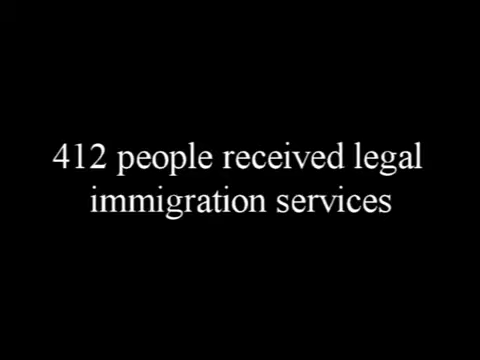 412 people received legal
immigration services